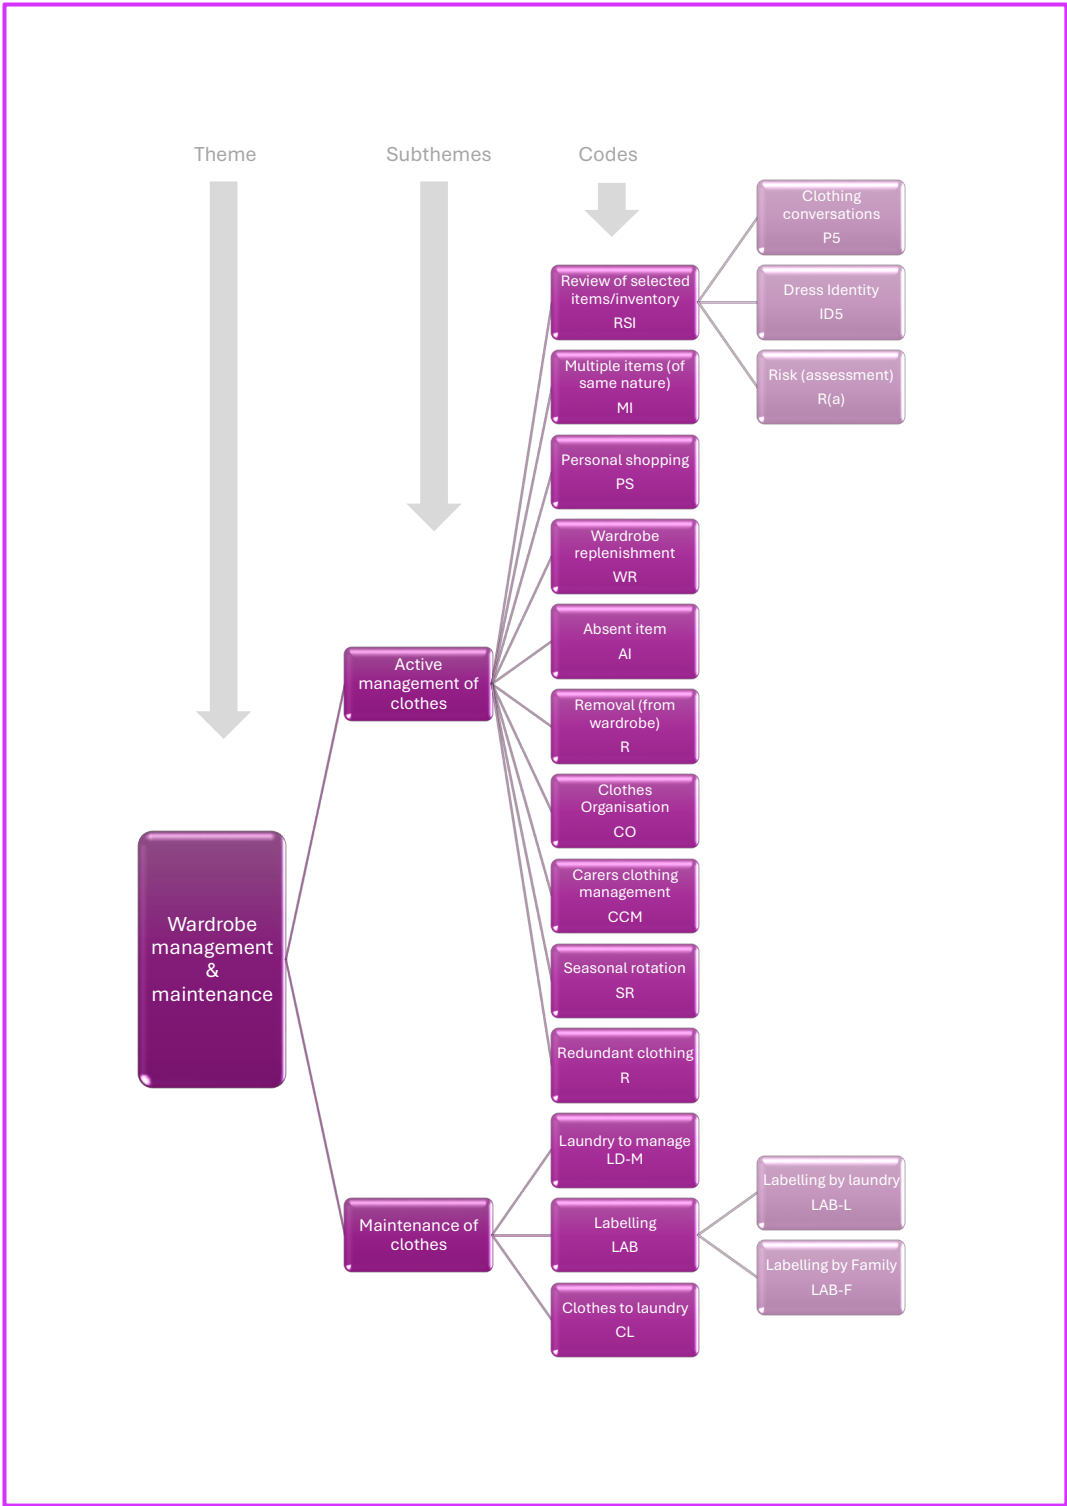 Theme
Subthemes
Codes
Wardrobe
management
&
maintenance
Active
management of
clothes
Review of selected
items/inventory
RSI
Clothing
conversations
P5
Dress Identity
ID5
Risk (assessment)
R(a)
Multiple items (of
same nature)
MI
Personal shopping
PS
Wardrobe
replenishment
WR
Absent item
AI
Removal (from
wardrobe)
R
Clothes
Organisation
CO
Carers clothing
management
CCM
Seasonal rotation
SR
Redundant clothing
R
Maintenance of
clothes
Laundry to manage
LD-M
Labelling
LAB
Labelling by laundry
LAB-L
Labelling by Family
LAB-F
Clothes to laundry
CL